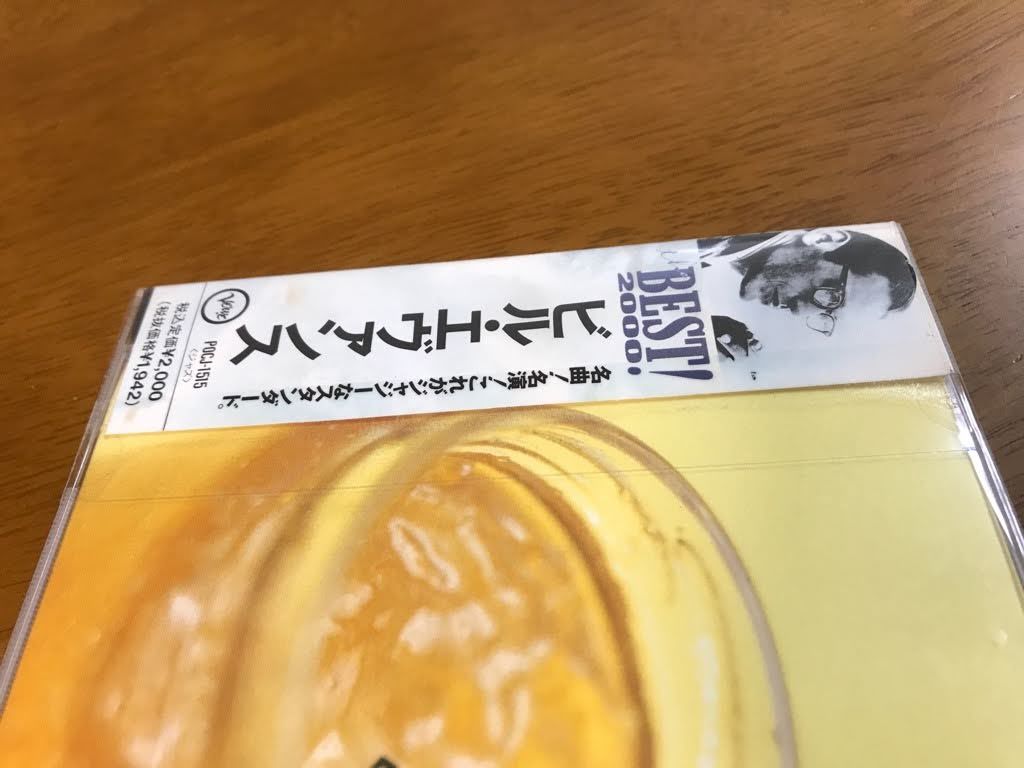 BEST!
2000!
ビル・エヴァンス
名曲!名演!これがジャジーなスタンダード。
Verve
POCJ-1515
(ジャズ)
税込定価¥2,000
(税抜価格¥1,942)